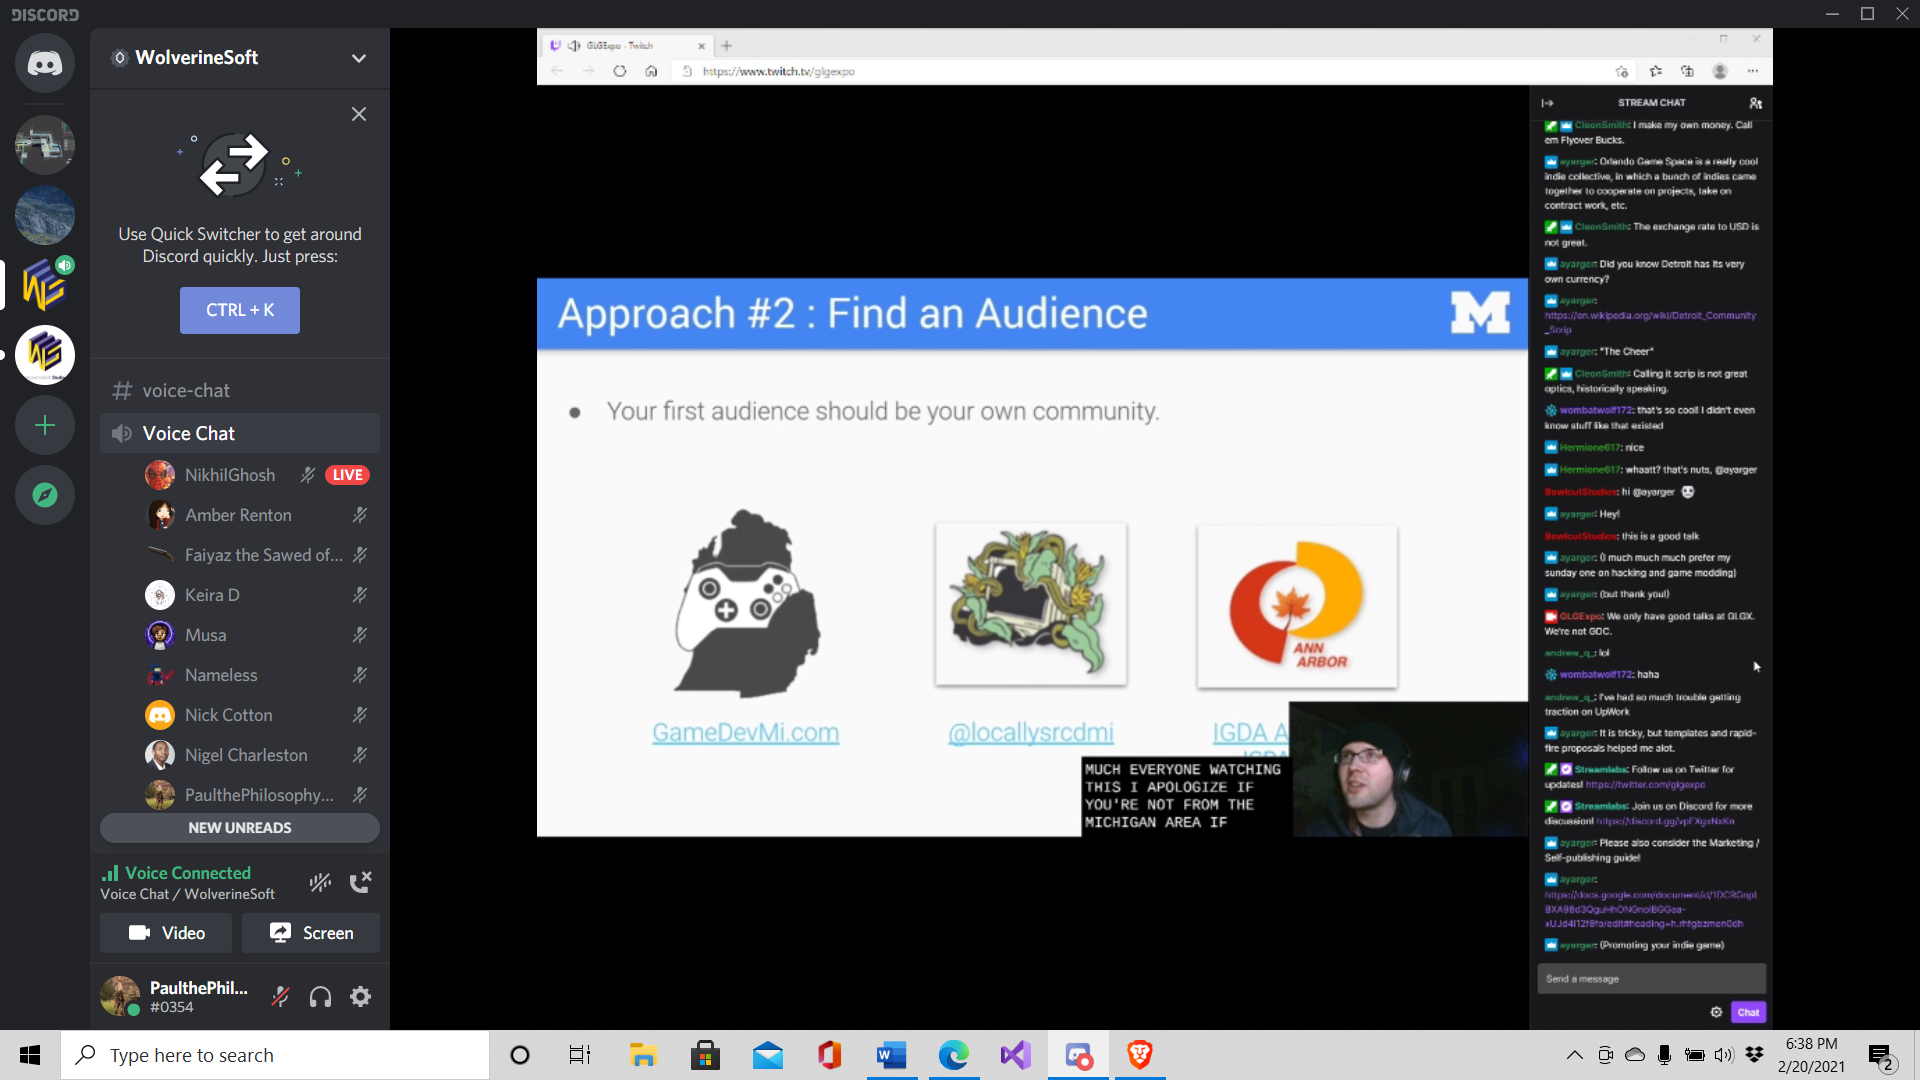 DISCORD
WolverineSoft
Use Quick Switcher to get around
Discord quickly. Just press:
CTRL + K
voice-chat
Voice Chat
NikhilGhosh
LIVE
Amber Renton
Faiyaz the Sawed of...
Keira D
Musa
Nameless
Nick Cotton
Nigel Charleston
PaulthePhilosophy...
NEW UNREADS
Voice Connected
Voice Chat / WolverineSoft
Video
Screen
PaulthePhil...
#0354
GLGExpo - Twitch
https://www.twitch.tv/glgexpo
Approach #2 : Find an Audience
Your first audience should be your own community.
ANN
ARBOR
GameDevMi.com
@locallysrcdmi
IGDA A
MUCH EVERYONE WATCHING
THIS I APOLOGIZE IF
YOU'RE NOT FROM THE
MICHIGAN AREA IF
STREAM CHAT
CleonSmith: I make my own money. Call
em Flyover Bucks.
ayarger: Orlando Game Space is a really cool
indie collective, in which a bunch of indies came
together to cooperate on projects, take on
contract work, etc.
CleonSmith: The exchange rate to USD is
not great.
ayarger: Did you know Detroit has its very
own currency?
ayarger:
https://en.wikipedia.org/wiki/Detroit_Community
_Scrip
ayarger: "The Cheer"
CleonSmith: Calling it scrip is not great
optics, historically speaking.
wombatwolf172: that's so cool! I didn't even
know stuff like that existed
Hermione617: nice
Hermione617: whaatt? that's nuts, @ayarger
BowlcutStudios: hi @ayarger
ayarger: Hey!
BowlcutStudios: this is a good talk
ayarger: (I much much much prefer my
sunday one on hacking and game modding)
ayarger: (but thank you!)
GLGExpo: We only have good talks at GLGX.
We're not GDC.
andrew_q_: lol
wombatwolf172: haha
andrew_q_: I've had so much trouble getting
traction on UpWork
ayarger: It is tricky, but templates and rapid-
fire proposals helped me alot.
Streamlabs: Follow us on Twitter for
updates! https://twitter.com/glgexpo
Streamlabs: Join us on Discord for more
discussion! https://discord.gg/
ayarger: Please also consider the Marketing /
Self-publishing guide!
ayarger:
ayarger: (Promoting your indie game)
Send a message
Chat
Type here to search
6:38 PM
2/20/2021
2